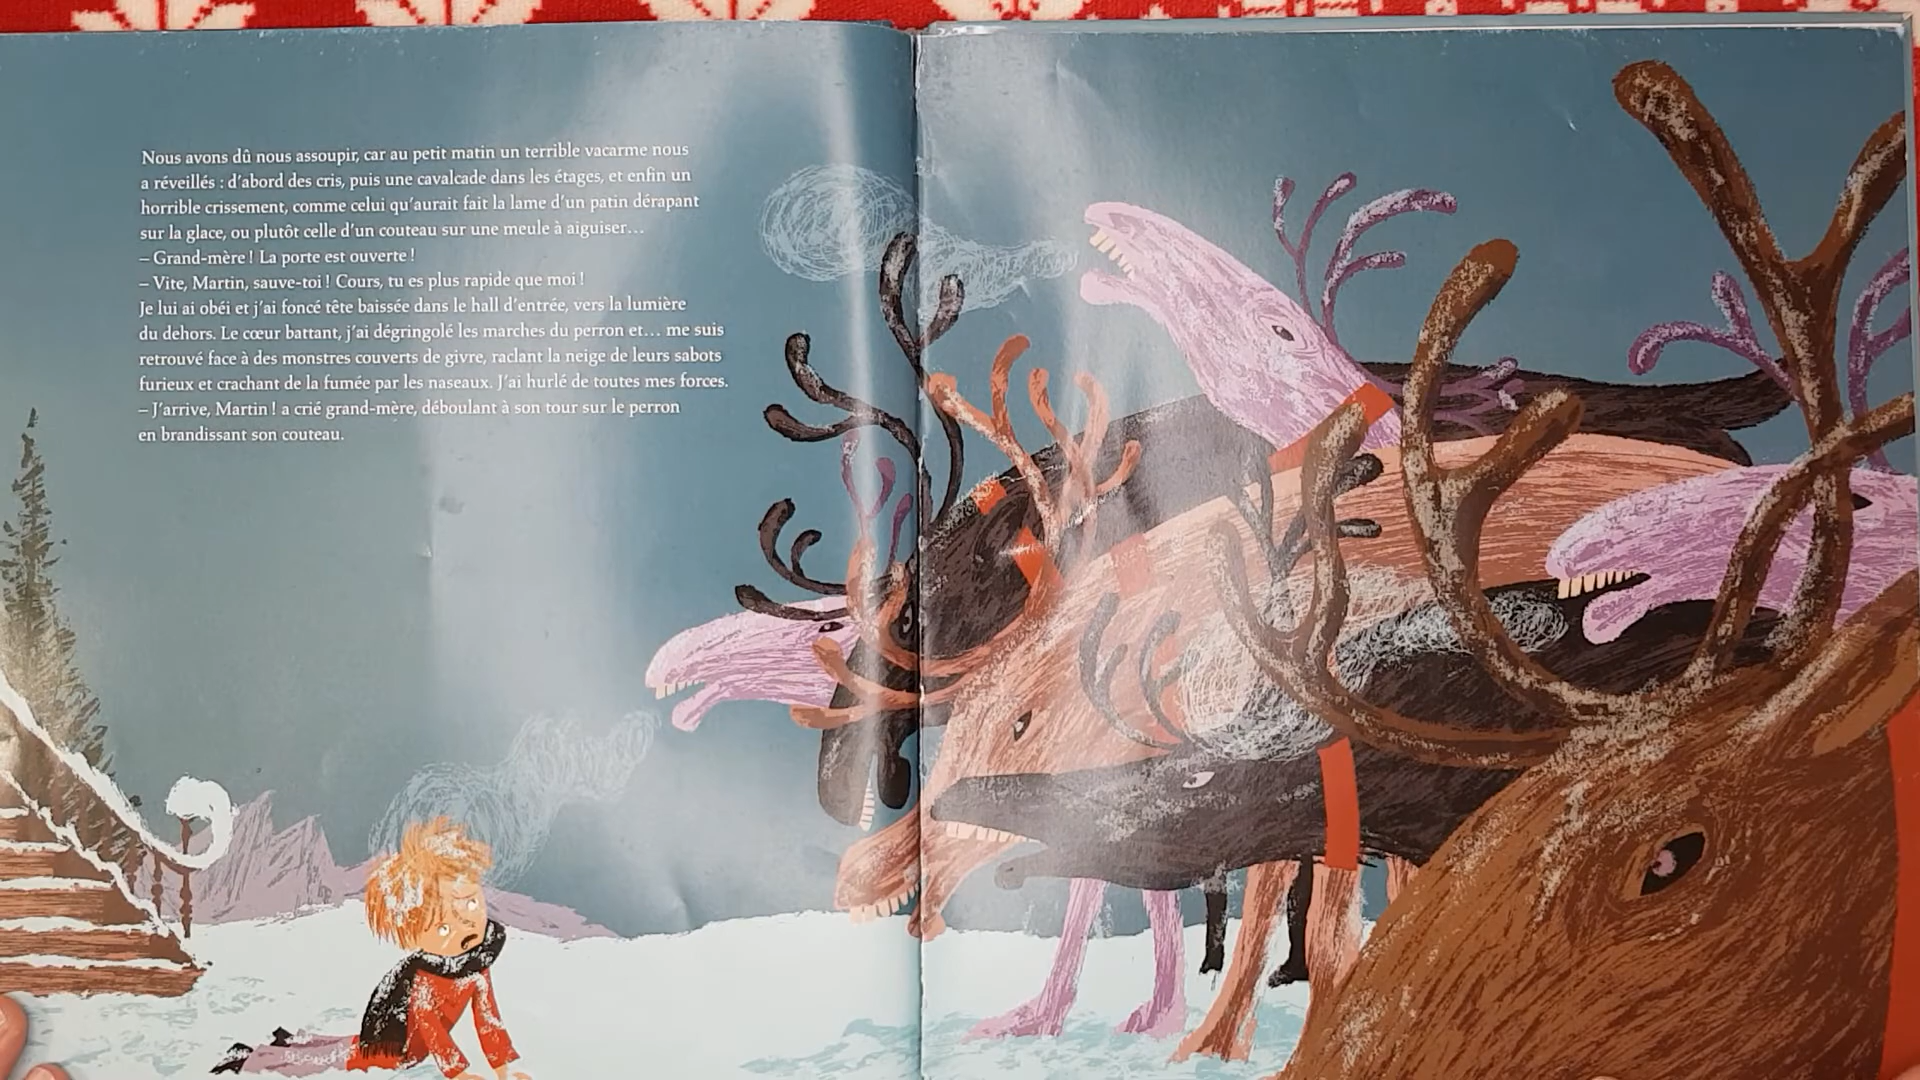 Nous avons dû nous assoupir, car au petit matin un terrible vacarme nous
a réveillés : d'abord des cris, puis une cavalcade dans les étages, et enfin un
horrible crissement, comme celui qu'aurait fait la lame d'un patin dérapant
sur la glace, ou plutôt celle d'un couteau sur une meule à aiguiser…
– Grand-mère ! La porte est ouverte !
– Vite, Martin, sauve-toi ! Cours, tu es plus rapide que moi !
Je lui ai obéi et j'ai foncé tête baissée dans le hall d'entrée, vers la lumière
du dehors. Le cœur battant, j'ai dégringolé les marches du perron et… me suis
retrouvé face à des monstres couverts de givre, raclant la neige de leurs sabots
furieux et crachant de la fumée par les naseaux. J'ai hurlé de toutes mes forces.
– J'arrive, Martin ! a crié grand-mère, déboulant à son tour sur le perron
en brandissant son couteau.